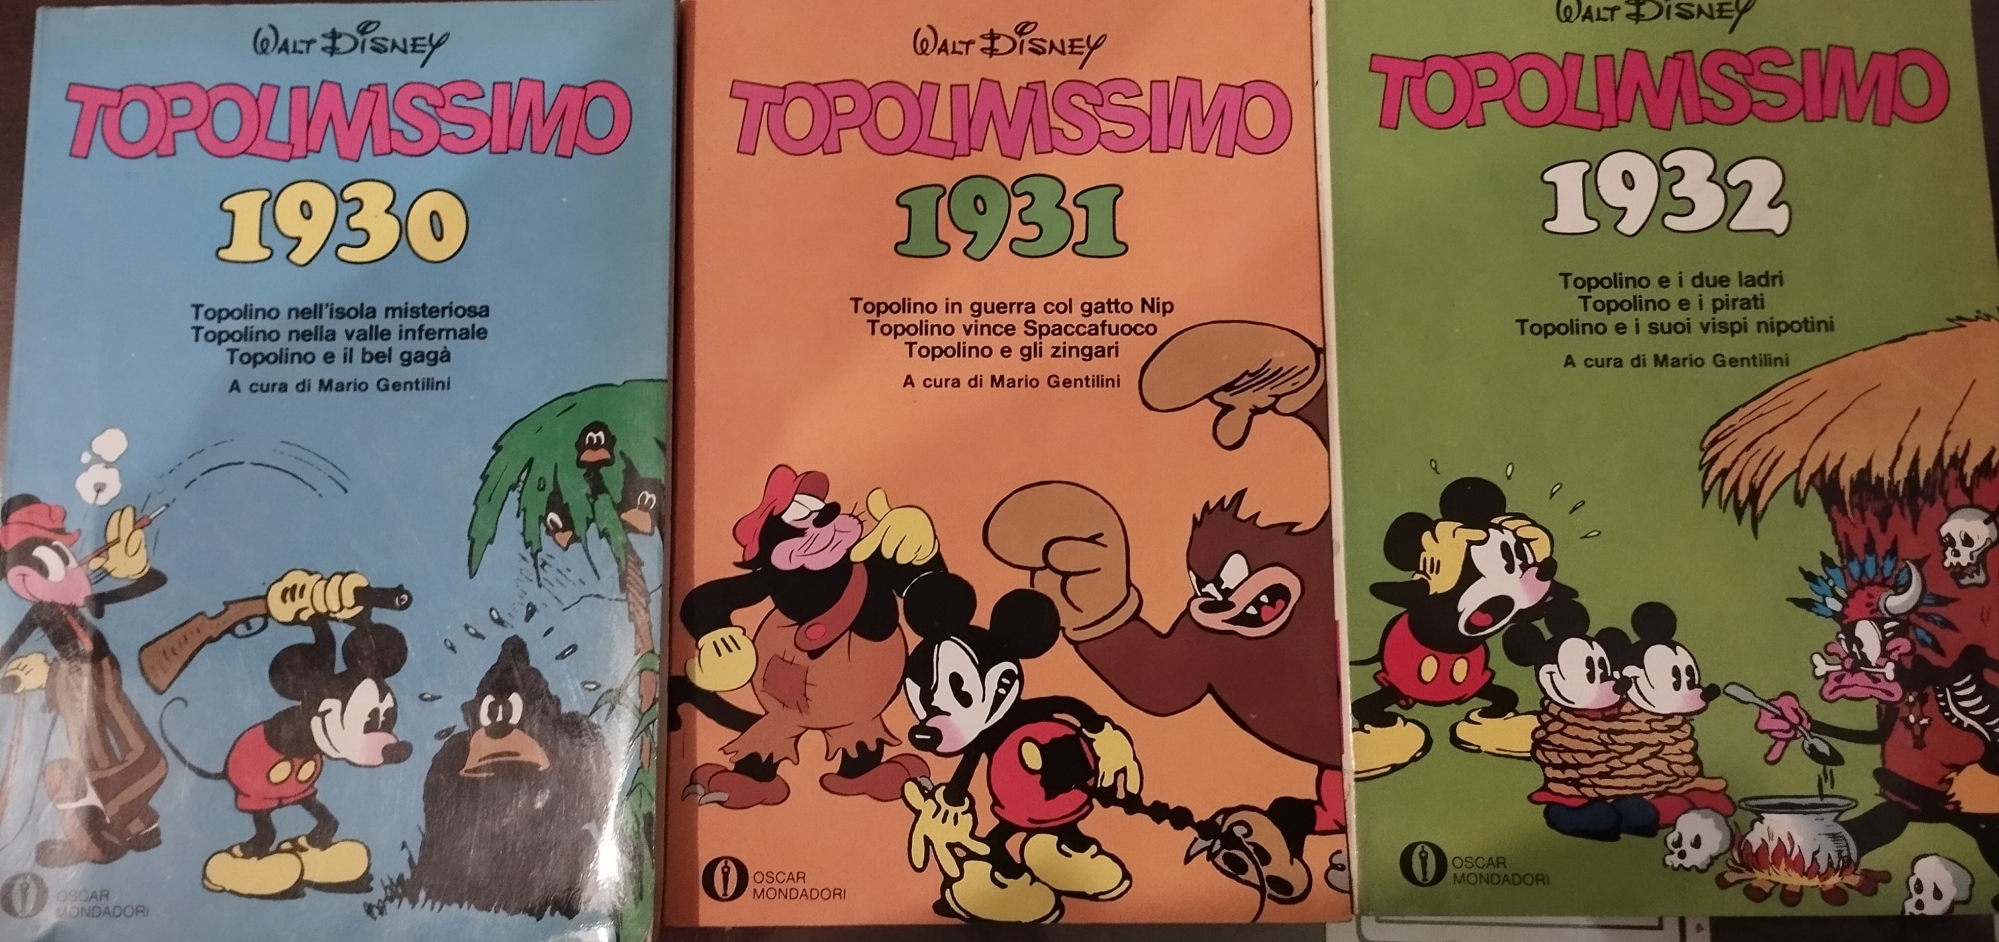 WALT DISNEY
TOPOLINISSIMO
1930
Topolino nell'isola misteriosa
Topolino nella valle infernale
Topolino e il bel gagà
A cura di Mario Gentilini
OSCAR
MONDADORI
WALT DISNEY
TOPOLINISSIMO
1931
Topolino in guerra col gatto Nip
Topolino vince Spaccafuoco
Topolino e gli zingari
A cura di Mario Gentilini
OSCAR
MONDADORI
WALT DISNEY
TOPOLINISSIMO
1932
Topolino e i due ladri
Topolino e i pirati
Topolino e i suoi vispi nipotini
A cura di Mario Gentilini
OSCAR
MONDADORI